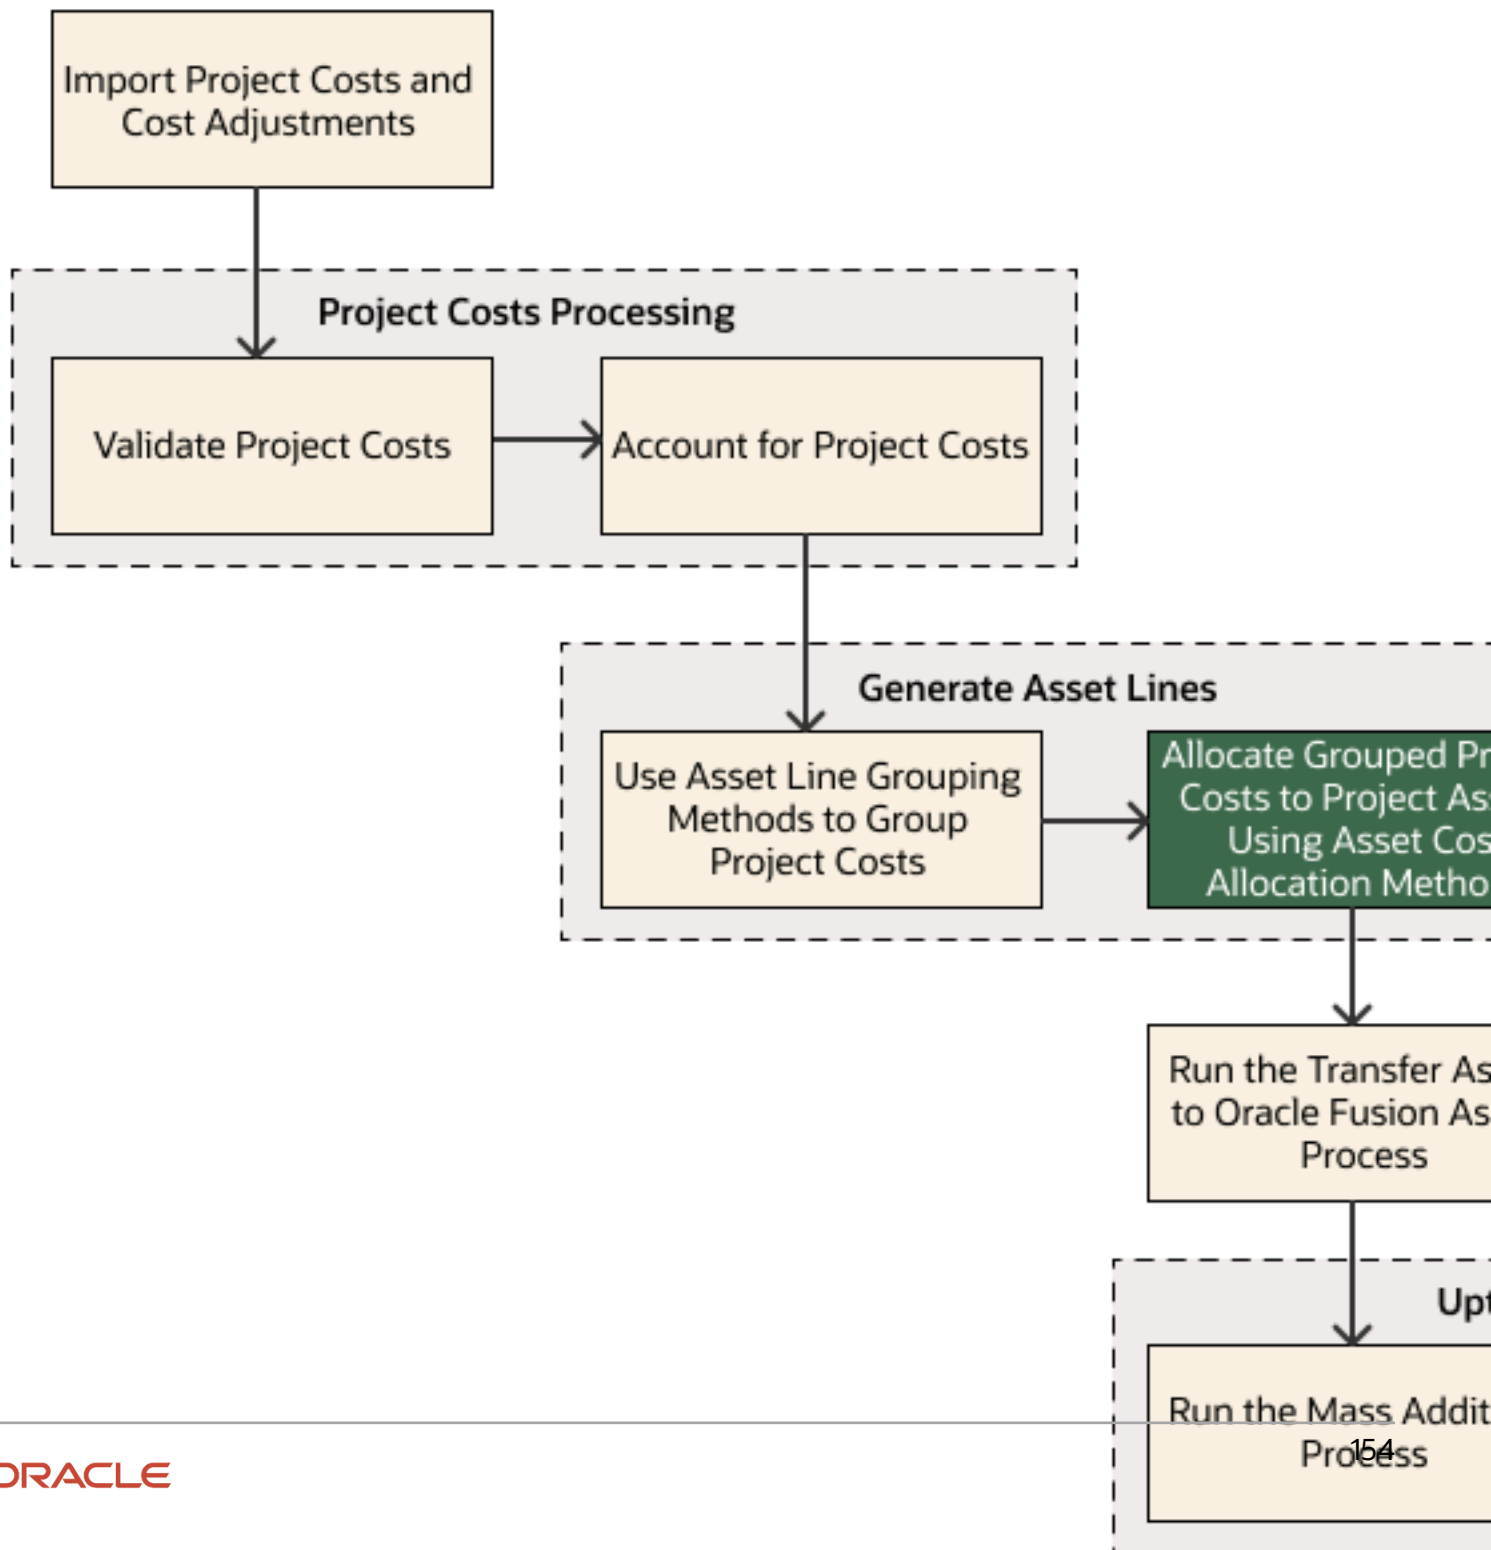 Import Project Costs and
Cost Adjustments
Project Costs Processing
Validate Project Costs
Account for Project Costs
Generate Asset Lines
Use Asset Line Grouping
Methods to Group
Project Costs
Allocate Grouped Pr
Costs to Project Ass
Using Asset Cos
Allocation Metho
Run the Transfer As
to Oracle Fusion As
Process
Upt
Run the Mass Addit
Process
154
ORACLE